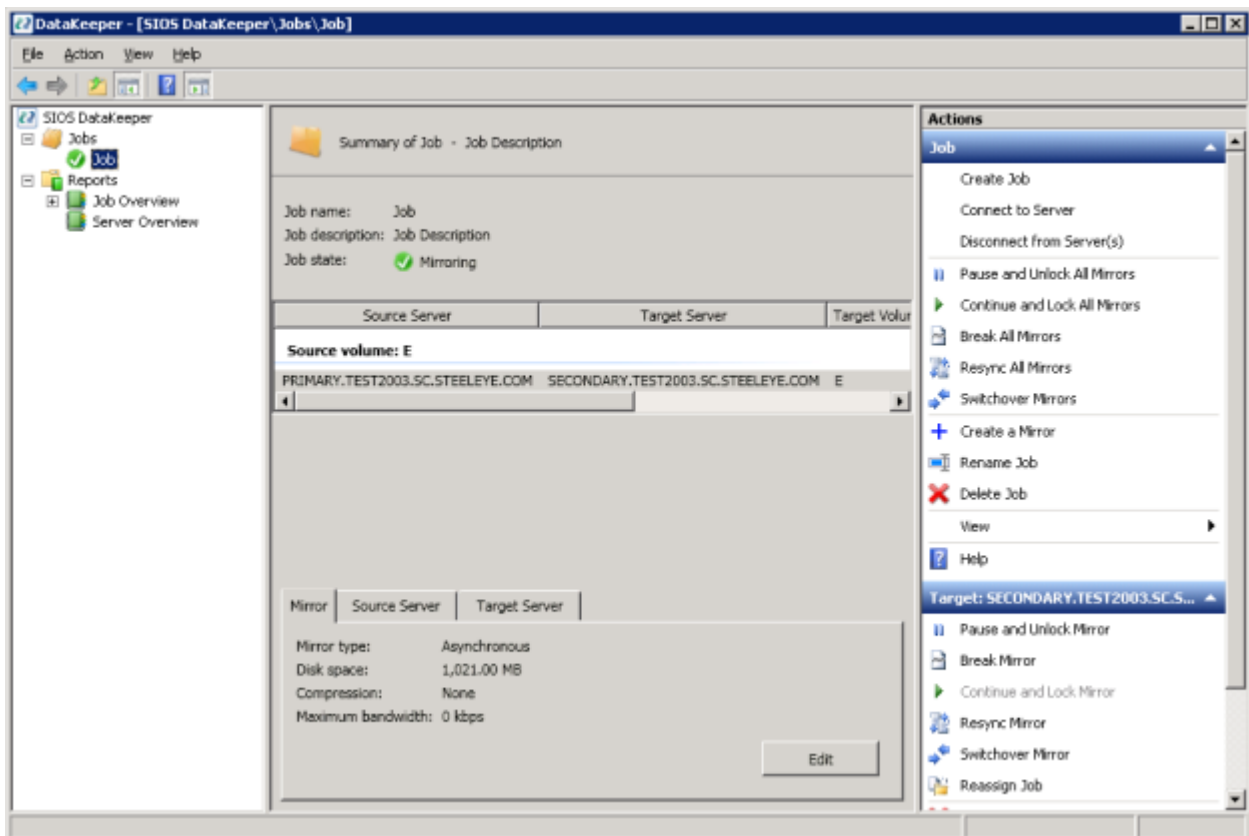 DataKeeper - [SIOS DataKeeper\Jobs\Job]
File Action View Help
SIOS DataKeeper
Jobs
Job
Reports
Job Overview
Server Overview
Summary of Job - Job Description
Job name: Job
Job description: Job Description
Job state: Mirroring
Source Server Target Server Target Volur
Source volume: E
PRIMARY.TEST2003.SC.STEELEYE.COM SECONDARY.TEST2003.SC.STEELEYE.COM E
Mirror Source Server Target Server
Mirror type: Asynchronous
Disk space: 1,021.00 MB
Compression: None
Maximum bandwidth: 0 kbps
Edit
Actions
Job
Create Job
Connect to Server
Disconnect from Server(s)
Pause and Unlock All Mirrors
Continue and Lock All Mirrors
Break All Mirrors
Resync All Mirrors
Switchover Mirrors
Create a Mirror
Rename Job
Delete Job
View
Help
Target: SECONDARY.TEST2003.SC.S...
Pause and Unlock Mirror
Break Mirror
Continue and Lock Mirror
Resync Mirror
Switchover Mirror
Reassign Job